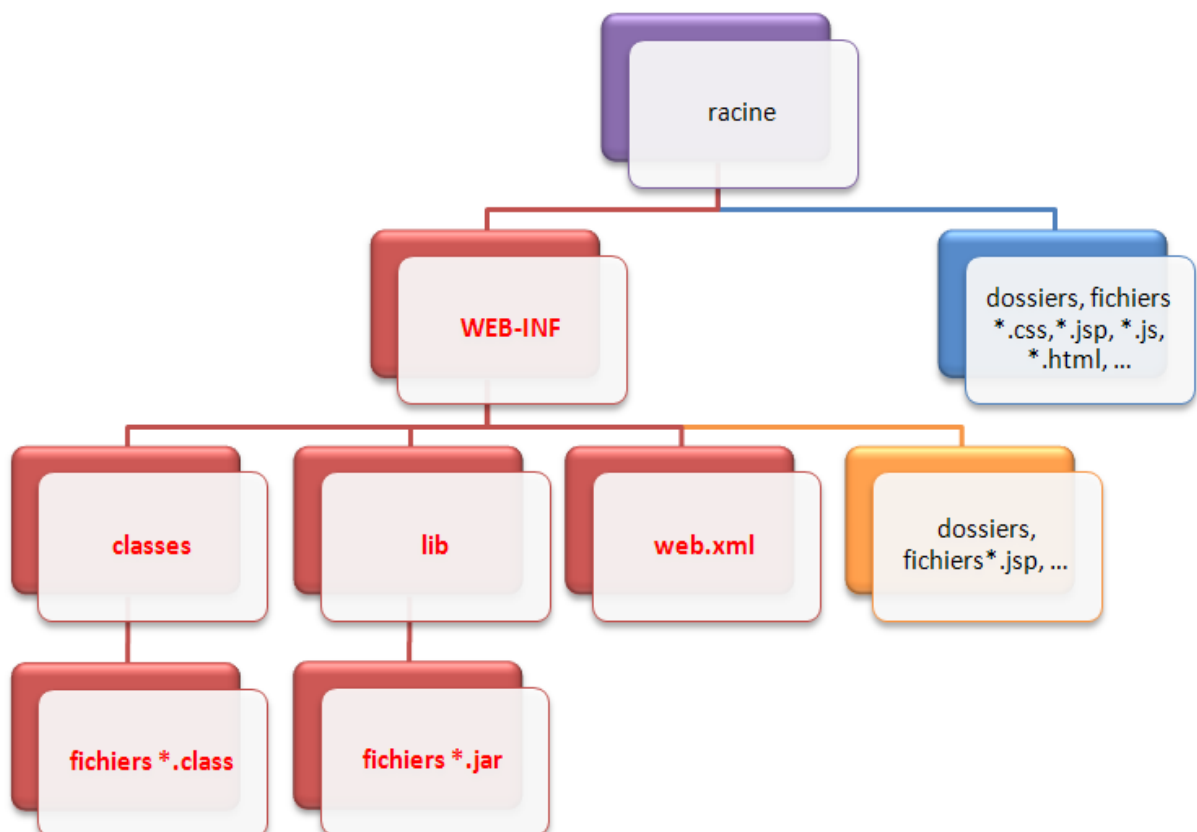 racine
WEB-INF
dossiers, fichiers
*.css,*.jsp, *.js,
*.html, ...
classes
lib
web.xml
dossiers,
fichiers*.jsp, ...
fichiers *.class
fichiers *.jar